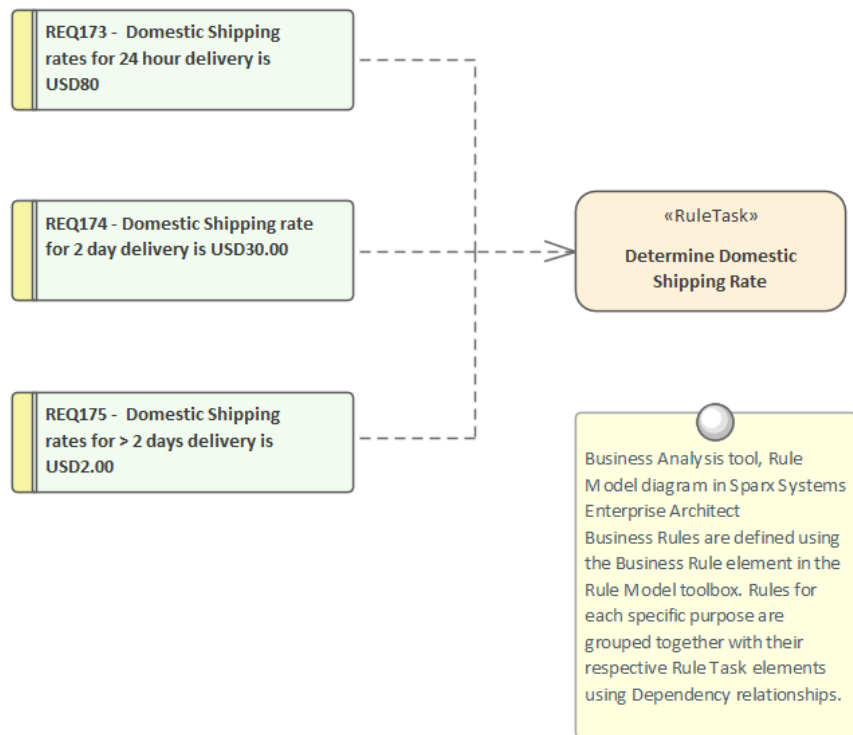 REQ173 - Domestic Shipping
rates for 24 hour delivery is
USD80
REQ174 - Domestic Shipping rate
for 2 day delivery is USD30.00
REQ175 - Domestic Shipping
rates for > 2 days delivery is
USD2.00
«RuleTask»
Determine Domestic
Shipping Rate
Business Analysis tool, Rule
Model diagram in Sparx Systems
Enterprise Architect
Business Rules are defined using
the Business Rule element in the
Rule Model toolbox. Rules for
each specific purpose are
grouped together with their
respective Rule Task elements
using Dependency relationships.